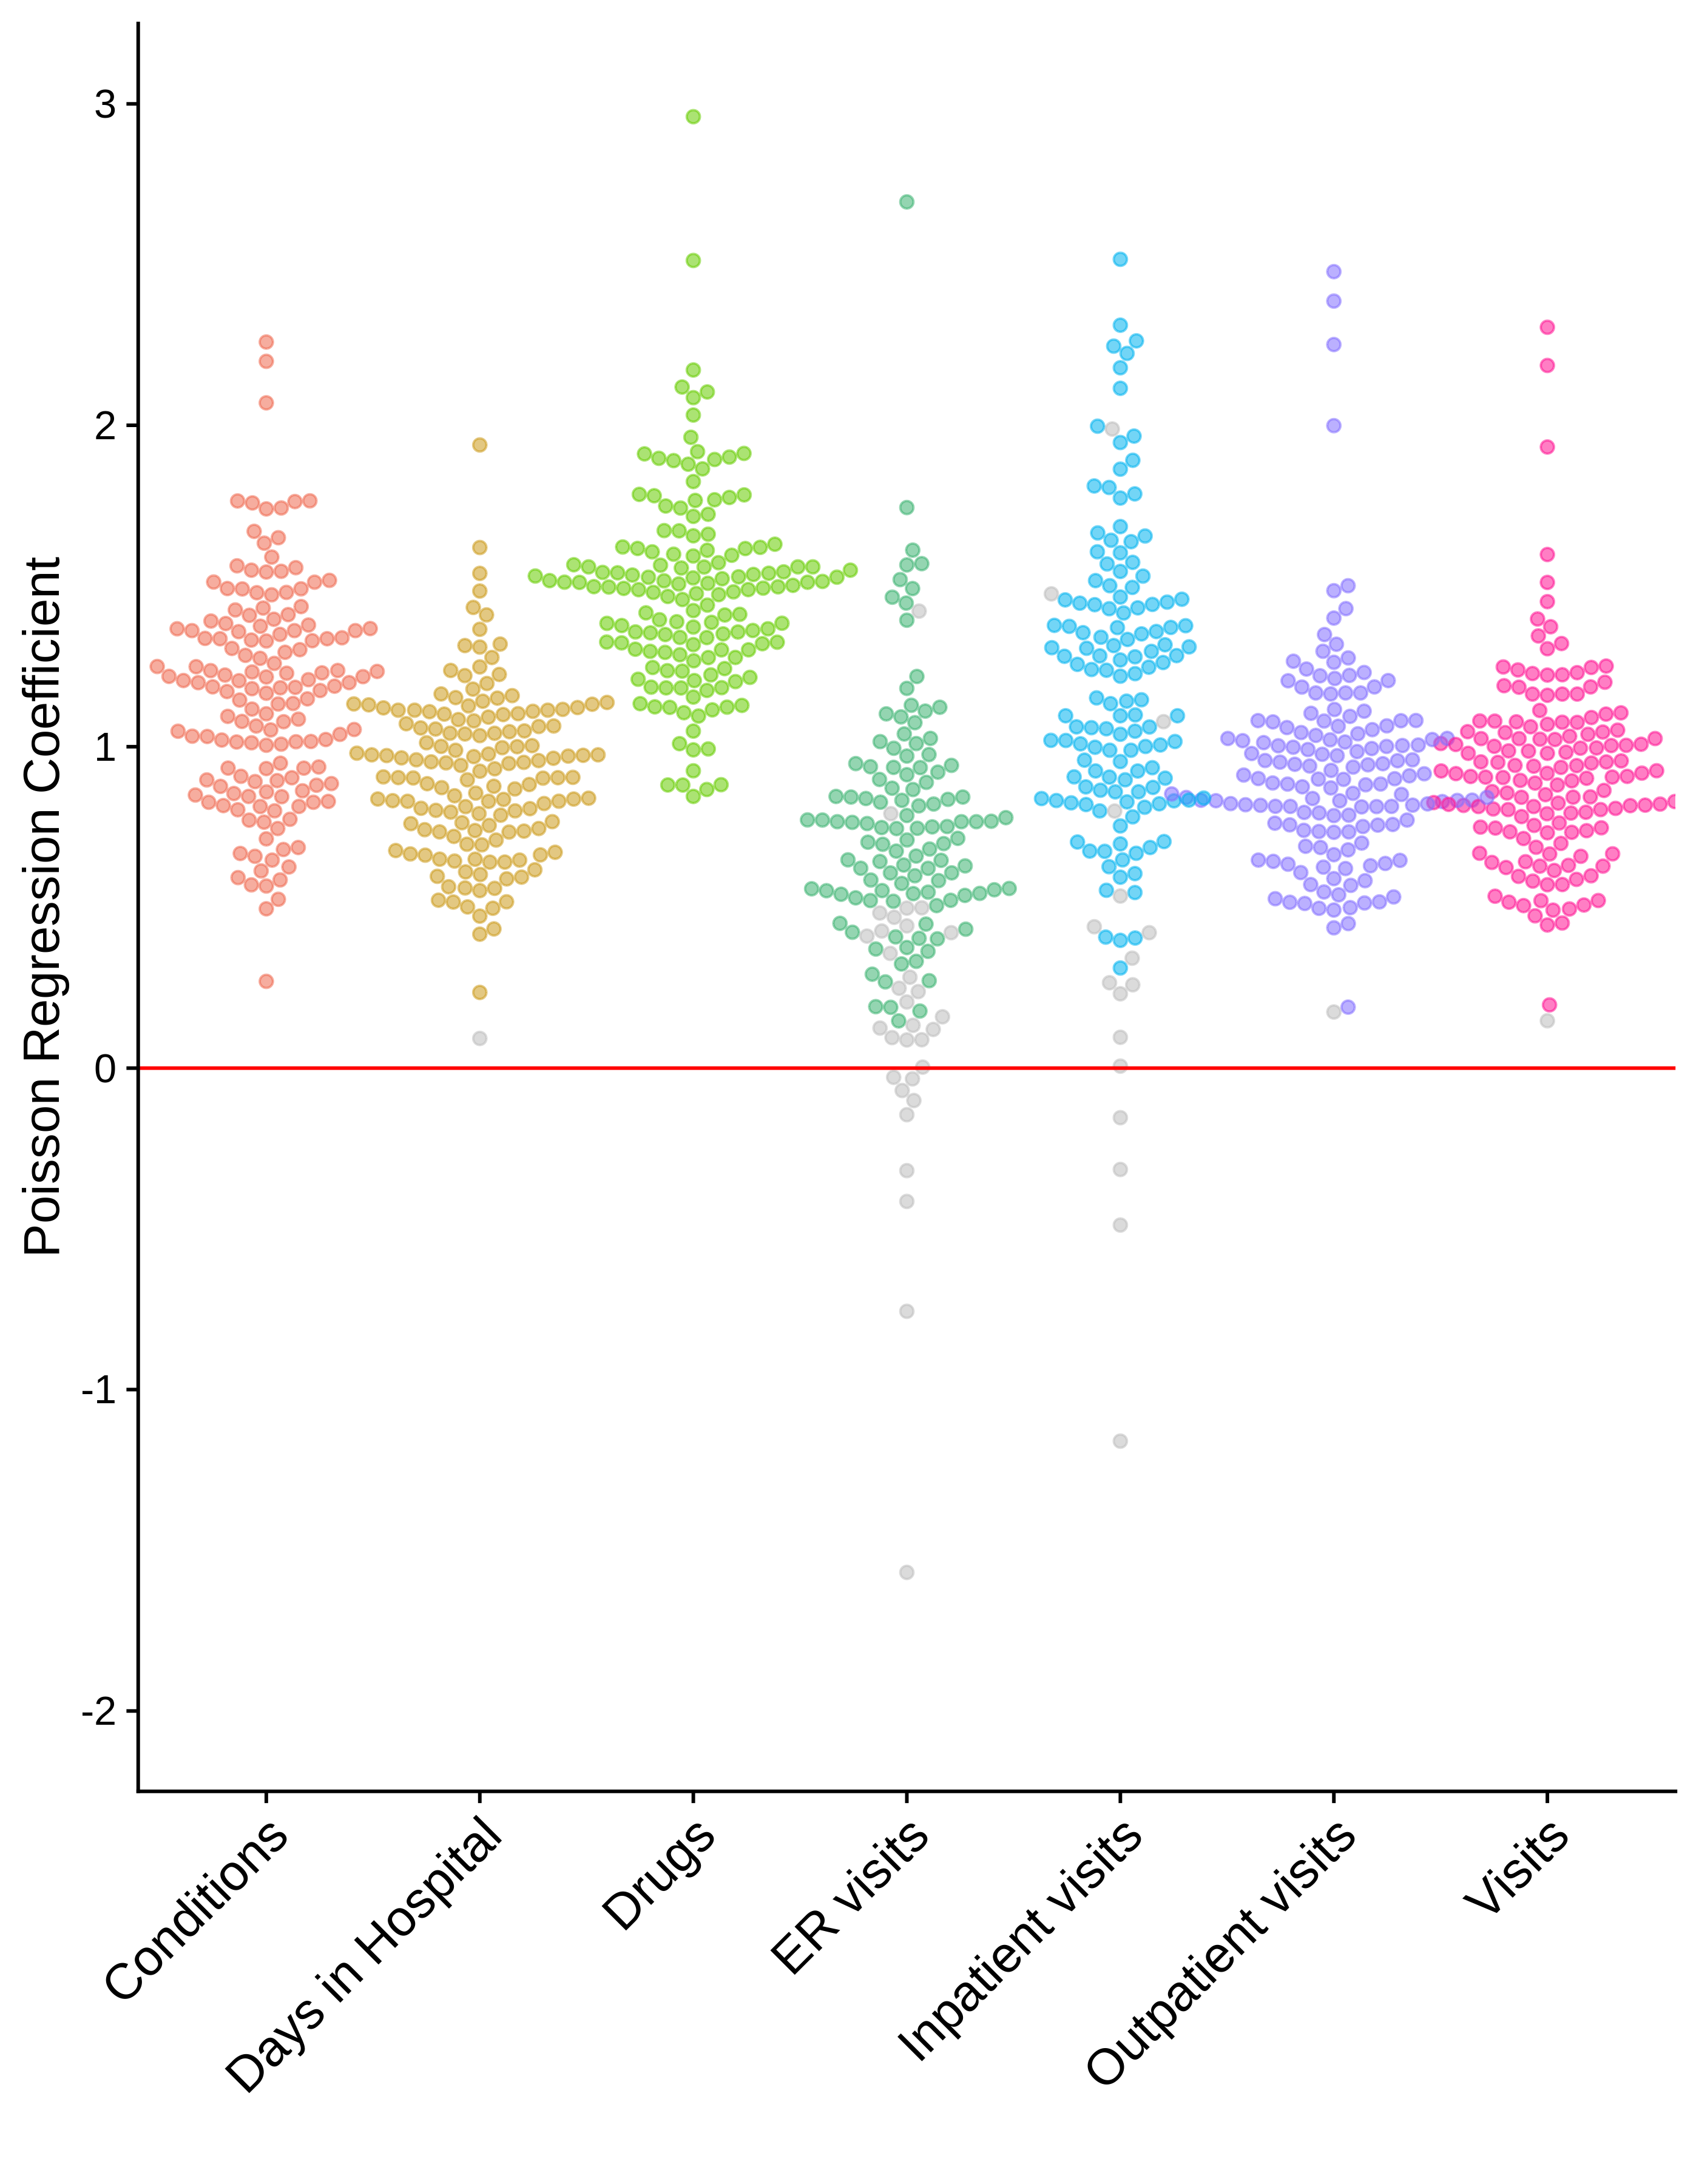 Poisson Regression Coefficient
3
2
1
0
-1
-2
Conditions
Days in Hospital
Drugs
ER visits
Inpatient visits
Outpatient visits
Visits